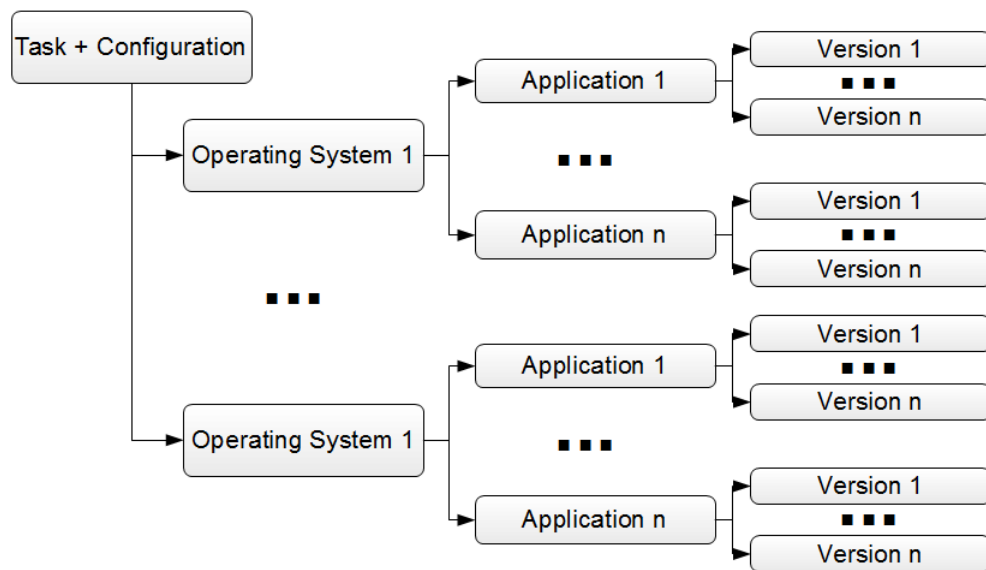 Task + Configuration
Operating System 1
Application 1
Version 1
Version n
Application n
Version 1
Version n
Operating System 1
Application 1
Version 1
Version n
Application n
Version 1
Version n